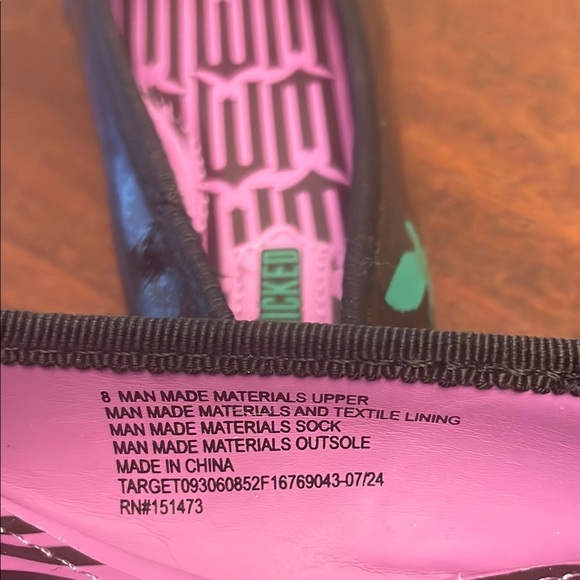 ICKED
8 MAN MADE MATERIALS UPPER
MAN MADE MATERIALS AND TEXTILE LINING
MAN MADE MATERIALS SOCK
MAN MADE MATERIALS OUTSOLE
MADE IN CHINA
TARGET093060852F16769043-07/24
RN#151473